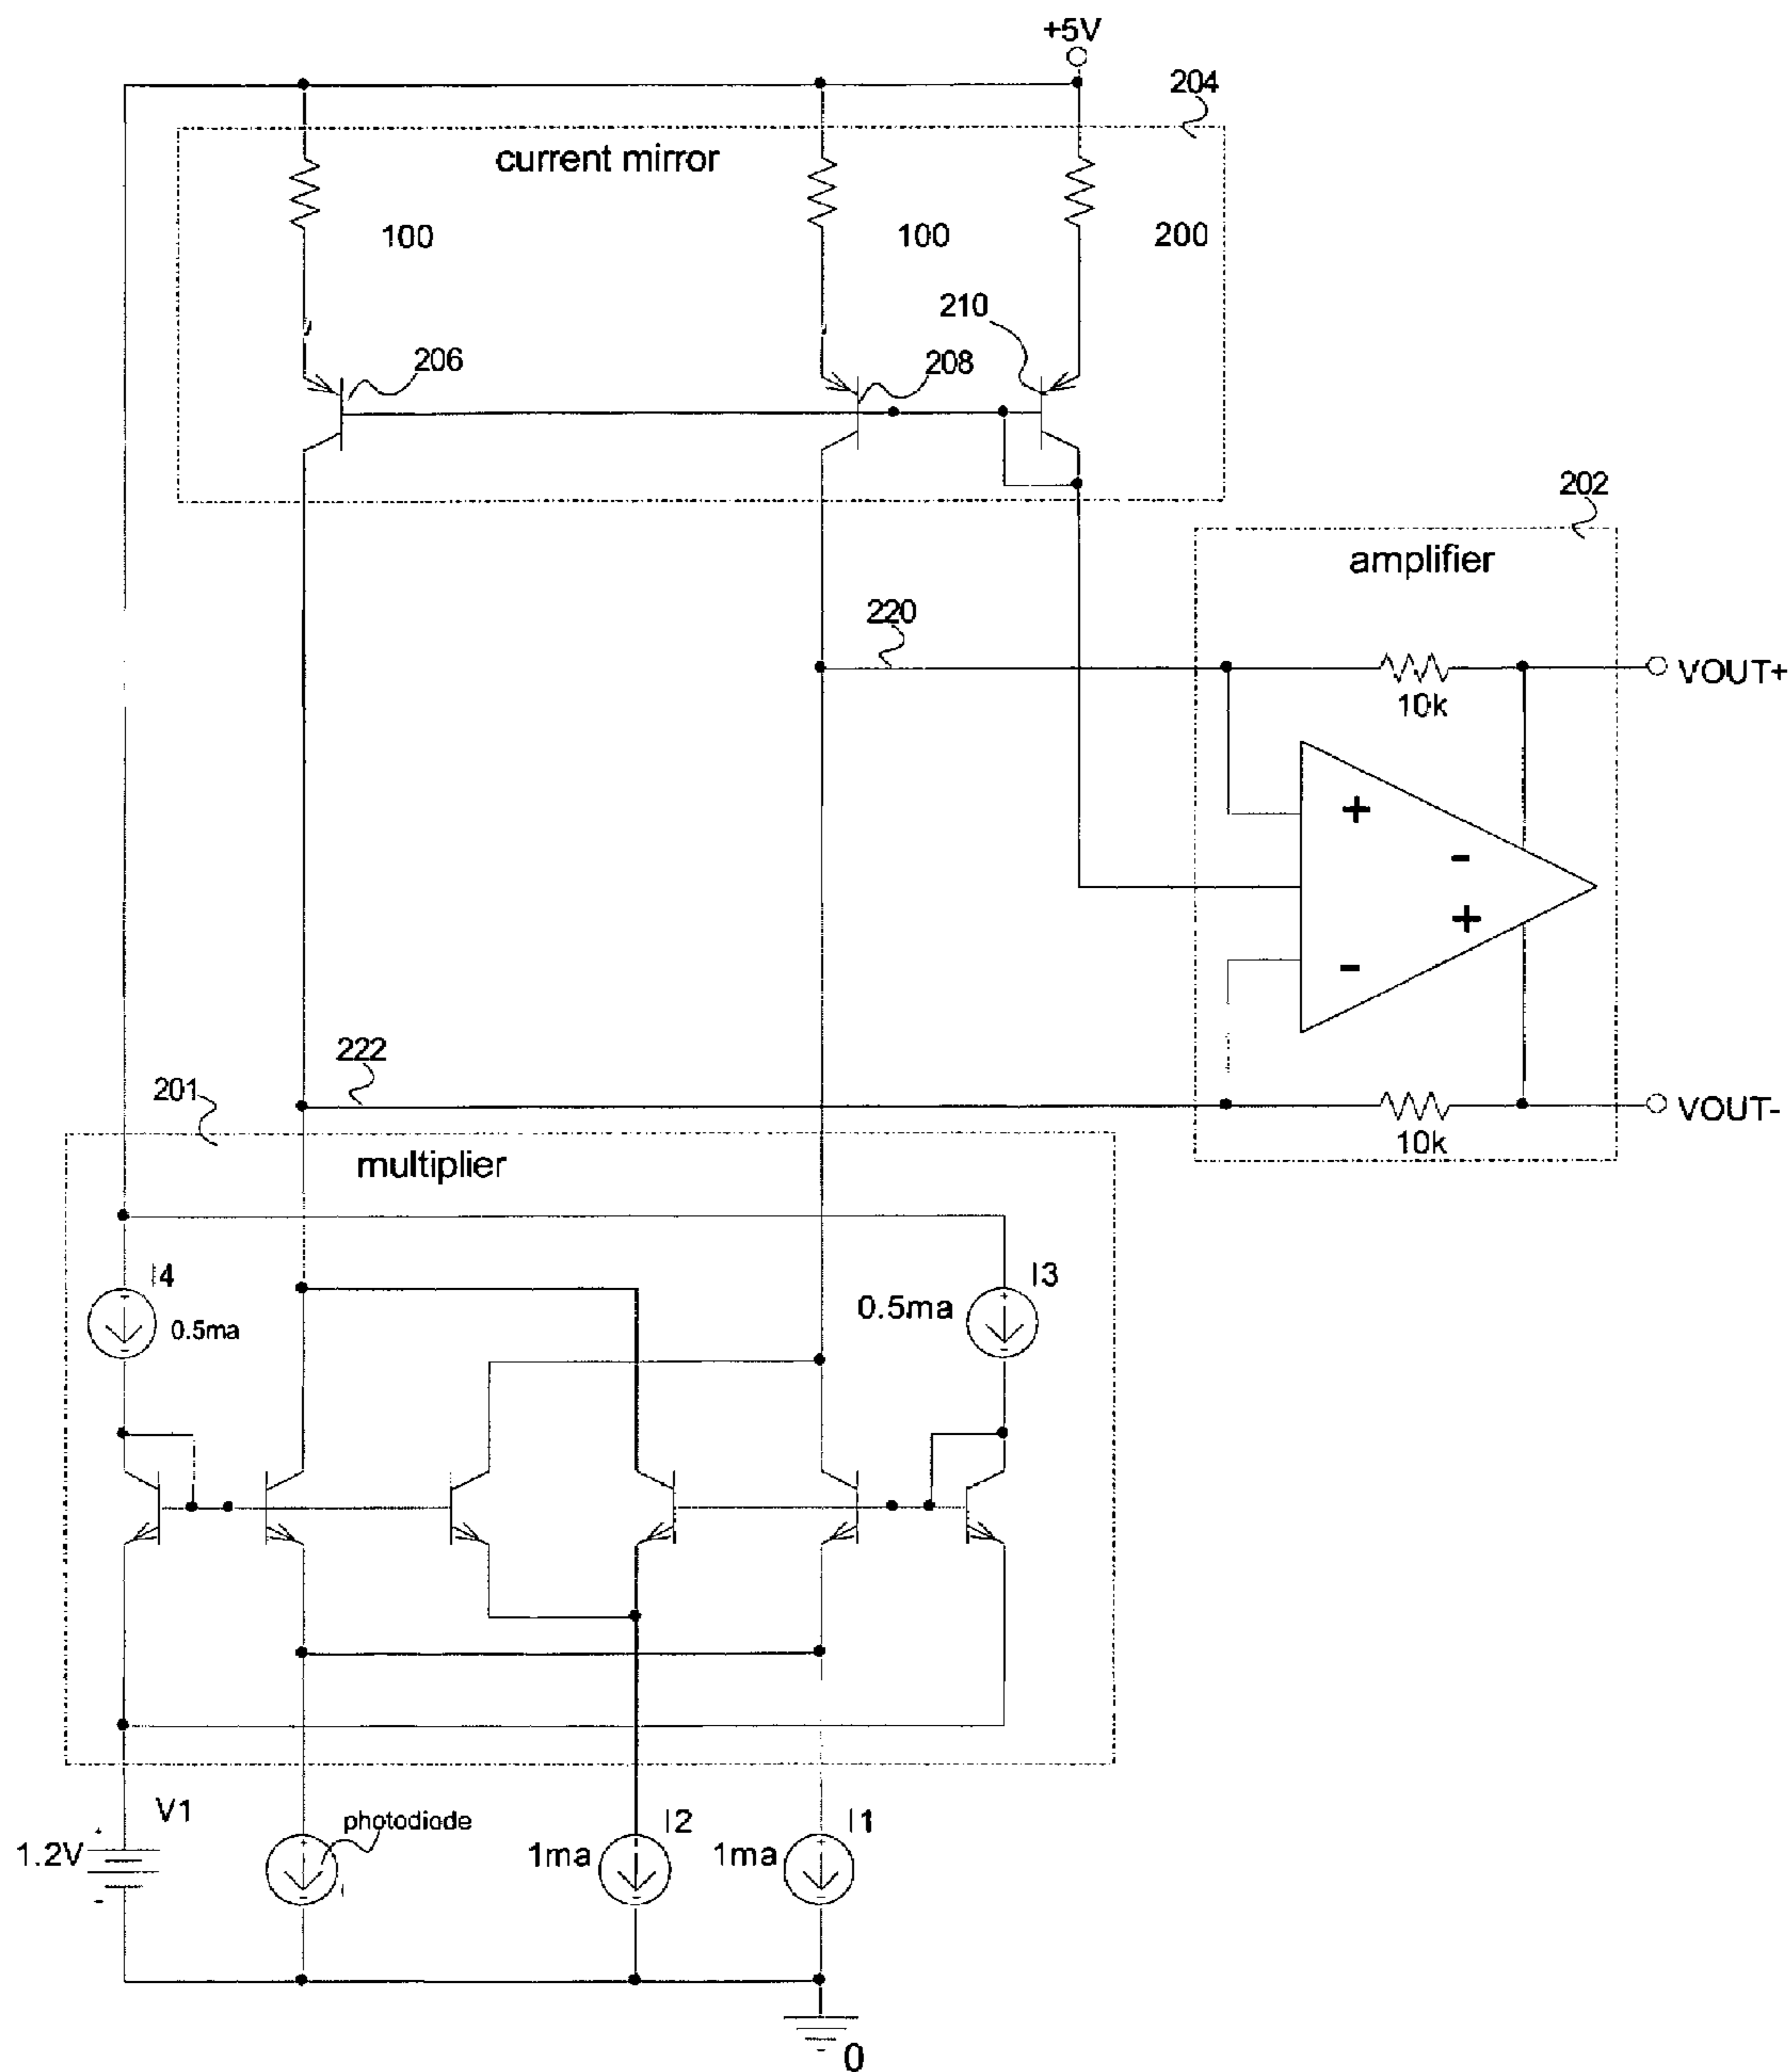 +5V
204
current mirror
100
100
200
210
206
208
202
amplifier
220
VOUT+
10k
+
-
+
-
222
201
VOUT-
10k
multiplier
I4
0.5ma
I3
0.5ma
V1
photodiode
I2
I1
1.2V
1ma
1ma
0